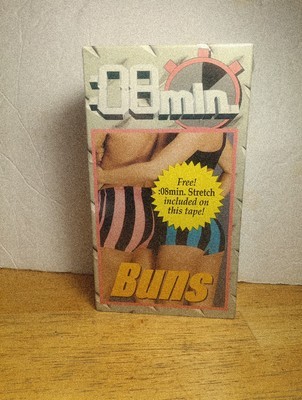 :08min.
Free!
:08min. Stretch
included on
this tape!
Buns